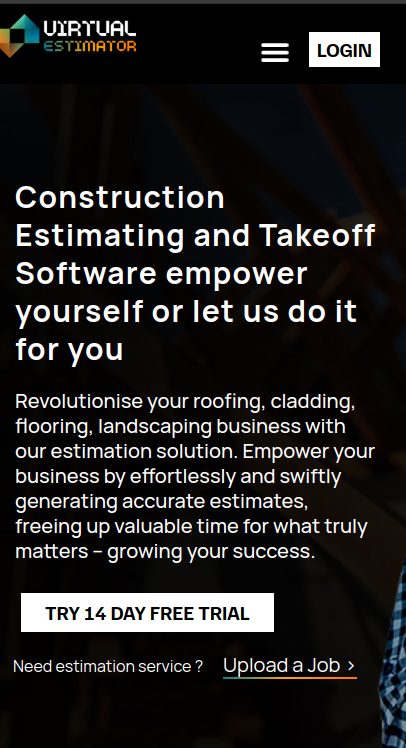 VIRTUAL
ESTIMATOR
LOGIN
Construction
Estimating and Takeoff
Software empower
yourself or let us do it
for you
Revolutionise your roofing, cladding,
flooring, landscaping business with
our estimation solution. Empower your
business by effortlessly and swiftly
generating accurate estimates,
freeing up valuable time for what truly
matters – growing your success.
TRY 14 DAY FREE TRIAL
Need estimation service ? Upload a Job >